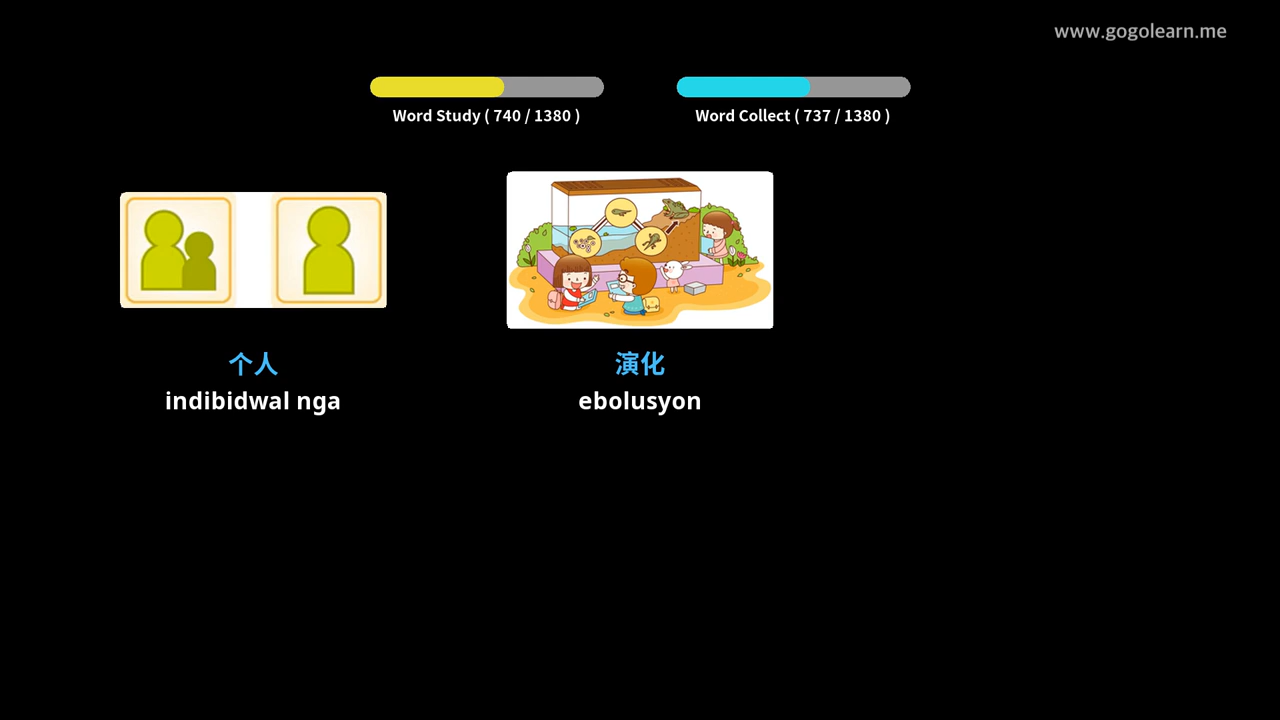 www.gogolearn.me
Word Study ( 740 / 1380 )
Word Collect ( 737 / 1380 )
个人
indibidwal nga
演化
ebolusyon